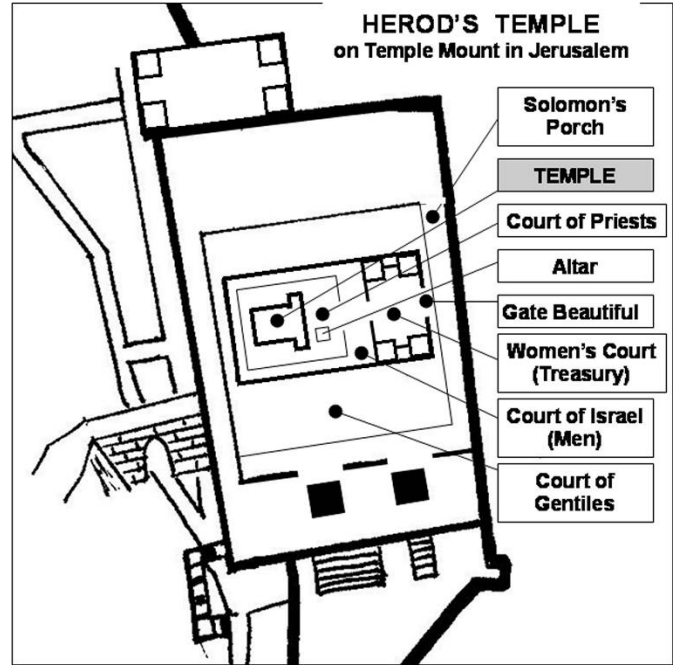 HEROD'S TEMPLE
on Temple Mount in Jerusalem
Solomon's
Porch
TEMPLE
Court of Priests
Altar
Gate Beautiful
Women's Court
(Treasury)
Court of Israel
(Men)
Court of
Gentiles